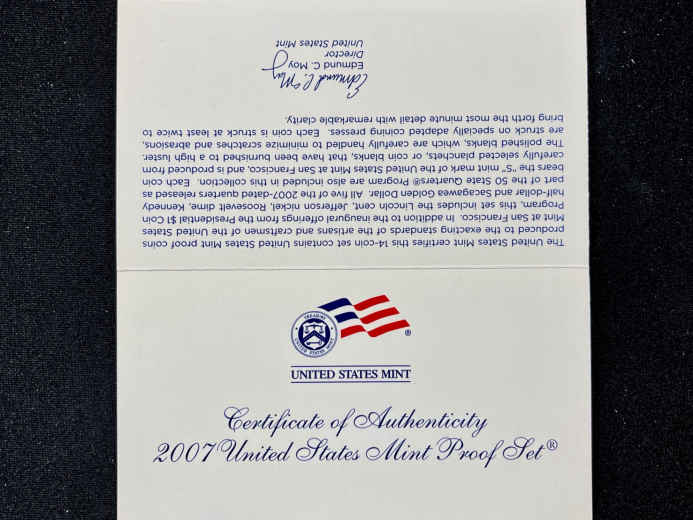 The United States Mint certifies this 14-coin set contains United States Mint proof coins
produced to the exacting standards of the artisans and craftsmen of the United States
Mint at San Francisco. In addition to the inaugural offerings from the Presidential $1 Coin
Program, this set includes the Lincoln cent, Jefferson nickel, Roosevelt dime, Kennedy
half-dollar and Sacagawea Golden Dollar. All five of the 2007-dated quarters released as
part of the 50 State Quarters® Program are also included in this collection. Each coin
bears the "S" mint mark of the United States Mint at San Francisco, and is produced from
carefully selected planchets, or coin blanks, that have been burnished to a high luster.
The polished blanks, which are carefully handled to minimize scratches and abrasions,
are struck on specially adapted coining presses. Each coin is struck at least twice to
bring forth the most minute detail with remarkable clarity.
Edmund C. Moy
Edmund C. Moy
Director
United States Mint
TREASURY
UNITED STATES MINT
®
UNITED STATES MINT
Certificate of Authenticity
2007 United States Mint Proof Set®